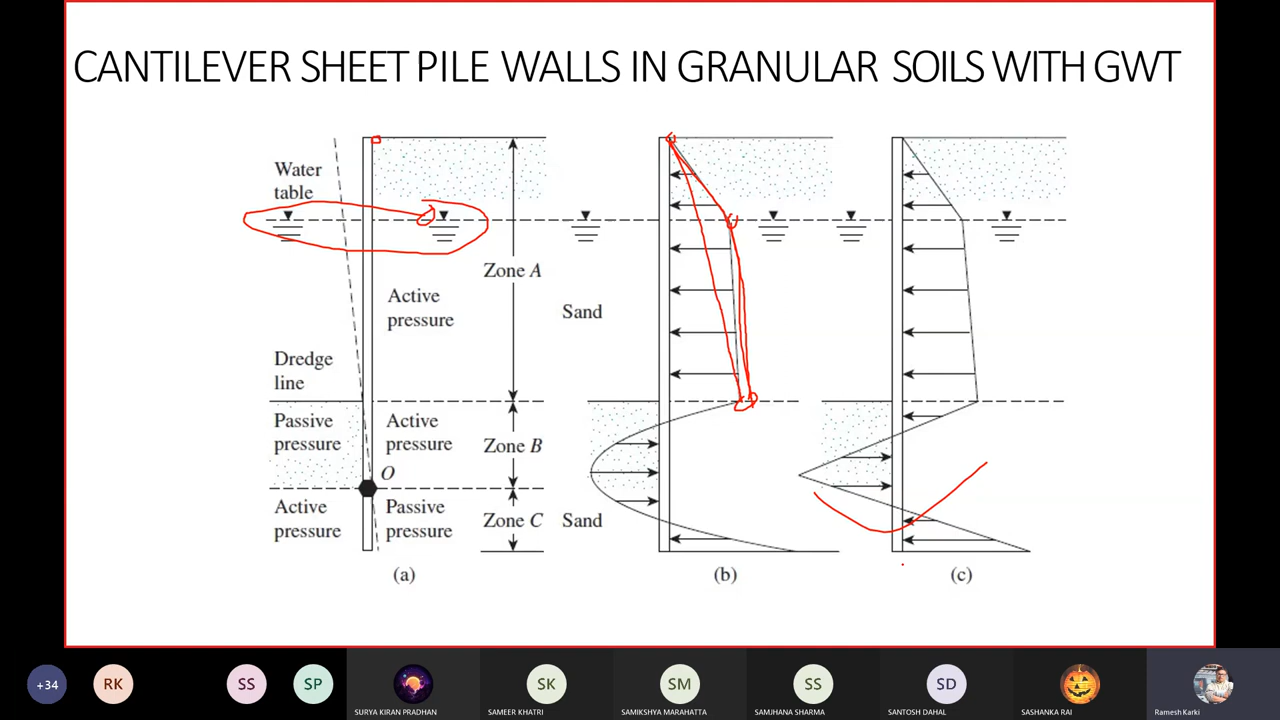 CANTILEVER SHEET PILE WALLS IN GRANULAR SOILS WITH GWT
Water
table
Zone A
Active
pressure
Sand
Dredge
line
Passive
pressure
Active
pressure
Zone B
O
Active
pressure
Passive
pressure
Zone C
Sand
(a)
(b)
(c)
+34
RK
SS
SP
SURYA KIRAN PRADHAN
SK
SAMEER KHATRI
SM
SAMIKSHYA MARAHATTA
SS
SAMJHANA SHARMA
SD
SANTOSH DAHAL
SASHANKA RAI
Ramesh Karki